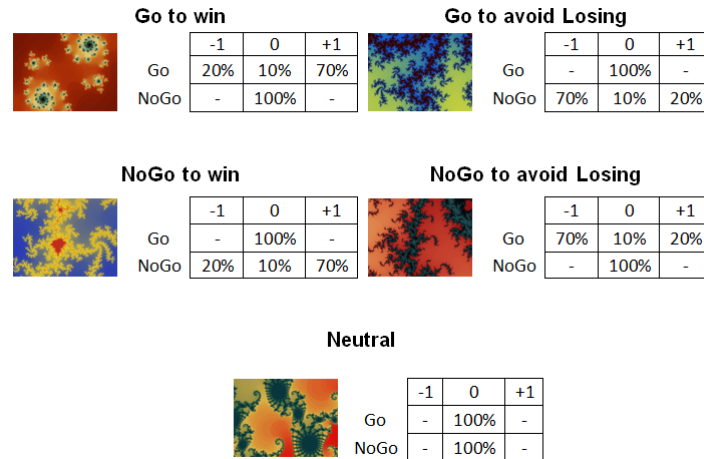 Go to win
-1 0 +1
Go 20% 10% 70%
NoGo - 100% -
Go to avoid Losing
-1 0 +1
Go - 100% -
NoGo 70% 10% 20%
NoGo to win
-1 0 +1
Go - 100% -
NoGo 20% 10% 70%
NoGo to avoid Losing
-1 0 +1
Go 70% 10% 20%
NoGo - 100% -
Neutral
-1 0 +1
Go - 100% -
NoGo - 100% -